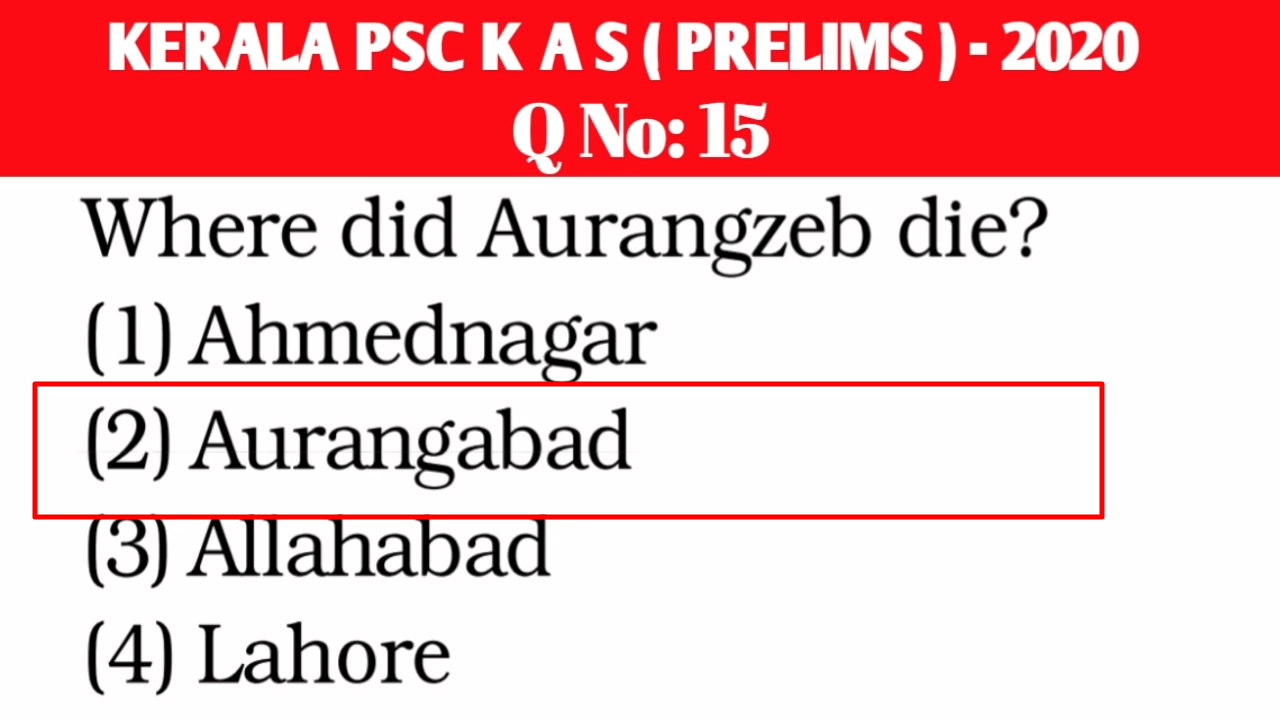 KERALA PSC K A S ( PRELIMS ) - 2020
Q No: 15
Where did Aurangzeb die?
(1) Ahmednagar
(2) Aurangabad
(3) Allahabad
(4) Lahore